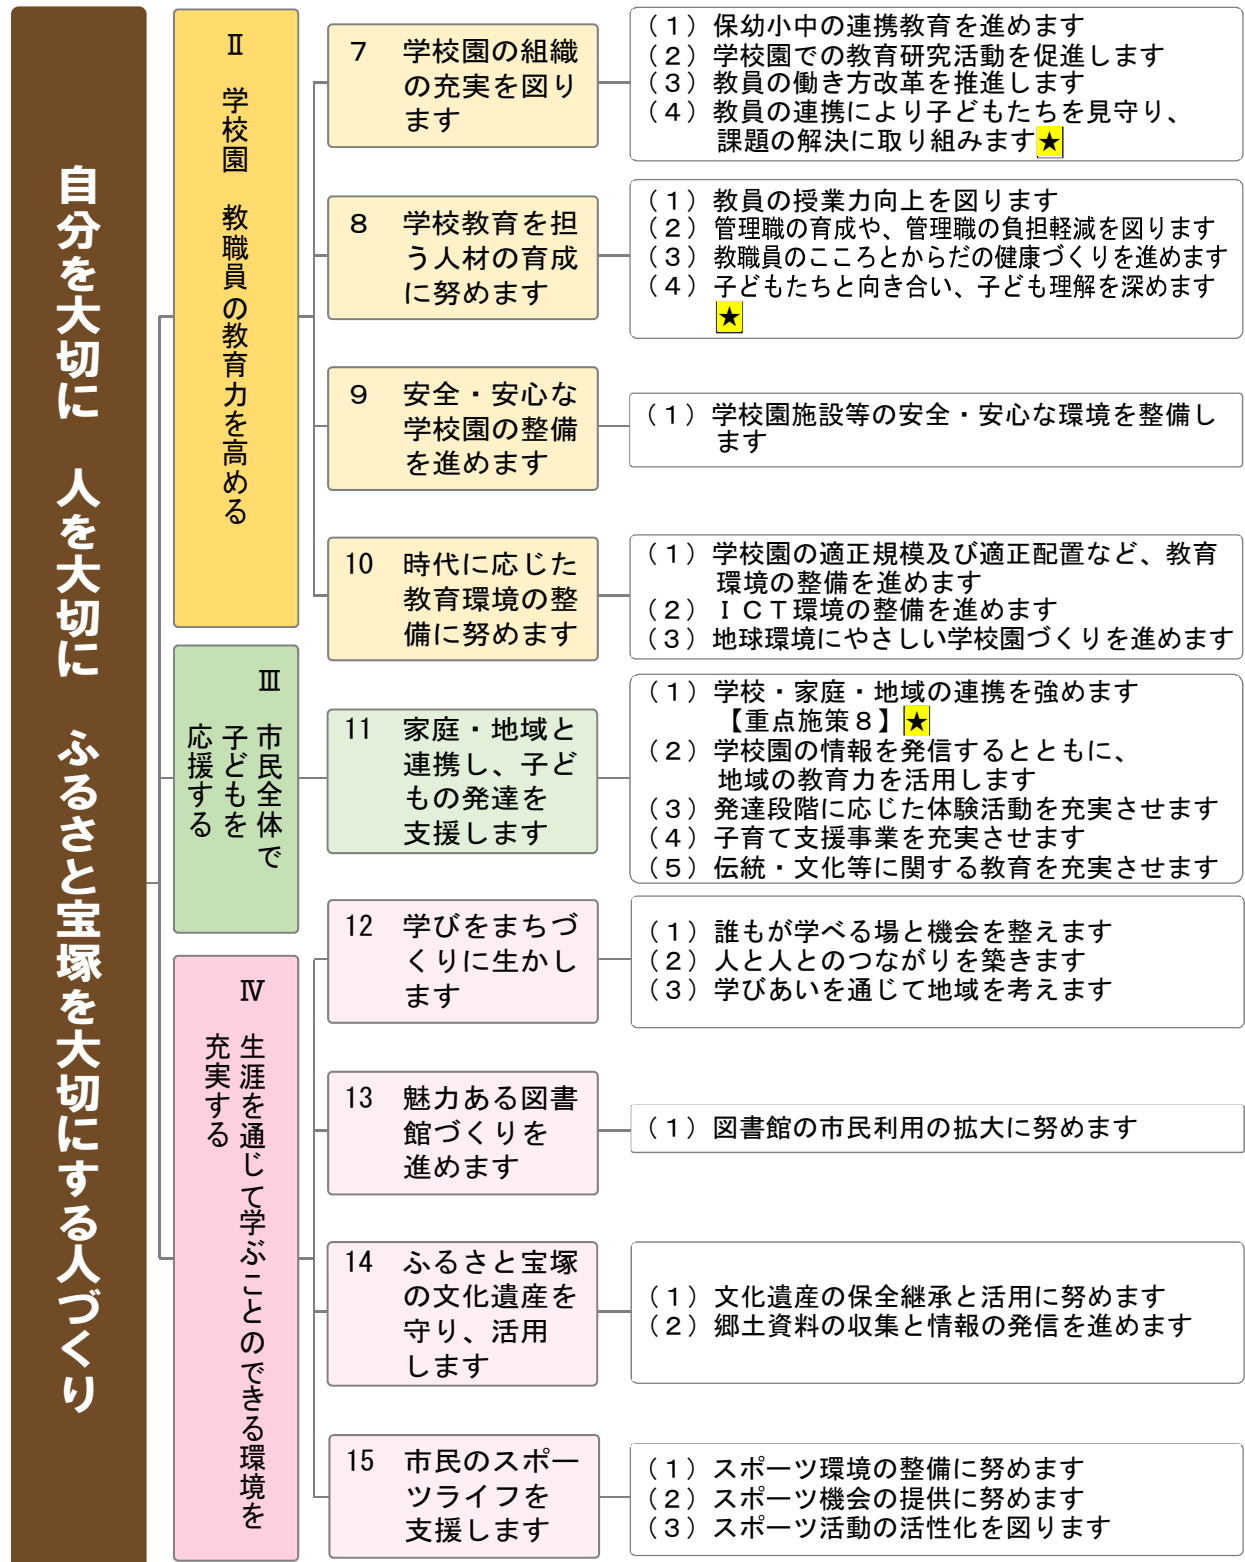 自分を大切に 人を大切に ふるさと宝塚を大切にする人づくり
Ⅱ 学校園 教職員の教育力を高める
7 学校園の組織
の充実を図り
ます
(1)保幼小中の連携教育を進めます
(2)学校園での教育研究活動を促進します
(3)教員の働き方改革を推進します
(4)教員の連携により子どもたちを見守り、
課題の解決に取り組みます★
8 学校教育を担
う人材の育成
に努めます
(1)教員の授業力向上を図ります
(2)管理職の育成や、管理職の負担軽減を図ります
(3)教職員のこころとからだの健康づくりを進めます
(4)子どもたちと向き合い、子ども理解を深めます
★
9 安全・安心な
学校園の整備
を進めます
(1)学校園施設等の安全・安心な環境を整備し
ます
10 時代に応じた
教育環境の整
備に努めます
(1)学校園の適正規模及び適正配置など、教育
環境の整備を進めます
(2)ICT環境の整備を進めます
(3)地球環境にやさしい学校園づくりを進めます
Ⅲ
市民全体で
子どもを
応援する
11 家庭・地域と
連携し、子ど
もの発達を
支援します
(1)学校・家庭・地域の連携を強めます
【重点施策8】★
(2)学校園の情報を発信するとともに、
地域の教育力を活用します
(3)発達段階に応じた体験活動を充実させます
(4)子育て支援事業を充実させます
(5)伝統・文化等に関する教育を充実させます
Ⅳ
生涯を通じて学ぶことのできる環境を
充実する
12 学びをまちづ
くりに生かし
ます
(1)誰もが学べる場と機会を整えます
(2)人と人とのつながりを築きます
(3)学びあいを通じて地域を考えます
13 魅力ある図書
館づくりを
進めます
(1)図書館の市民利用の拡大に努めます
14 ふるさと宝塚
の文化遺産を
守り、活用
します
(1)文化遺産の保全継承と活用に努めます
(2)郷土資料の収集と情報の発信を進めます
15 市民のスポー
ツライフを
支援します
(1)スポーツ環境の整備に努めます
(2)スポーツ機会の提供に努めます
(3)スポーツ活動の活性化を図ります